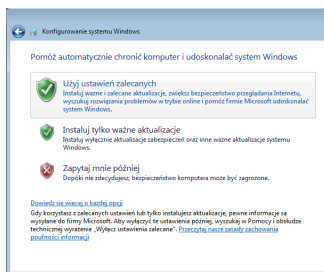 Konfigurowanie systemu Windows
Pomóż automatycznie chronić komputer i udoskonalać system Windows
Użyj ustawień zalecanych
Instaluj ważne i zalecane aktualizacje, zwiększ bezpieczeństwo przeglądania Internetu,
wyszukuj rozwiązania problemów w trybie online i pomóż firmie Microsoft udoskonalać
system Windows.
Instaluj tylko ważne aktualizacje
Instaluj wyłącznie aktualizacje zabezpieczeń oraz inne ważne aktualizacje systemu
Windows.
Zapytaj mnie później
Dopóki nie zdecydujesz, bezpieczeństwo komputera może być zagrożone.
Dowiedz się więcej o każdej opcji
Gdy korzystasz z zalecanych ustawień lub tylko instalujesz aktualizacje, pewne informacje są
wysyłane do firmy Microsoft. Aby wyłączyć te ustawienia później, wyszukaj w Pomocy i obsłudze
technicznej wyrażenie „Wyłącz ustawienia zalecane”. Przeczytaj nasze zasady zachowania
poufności informacji